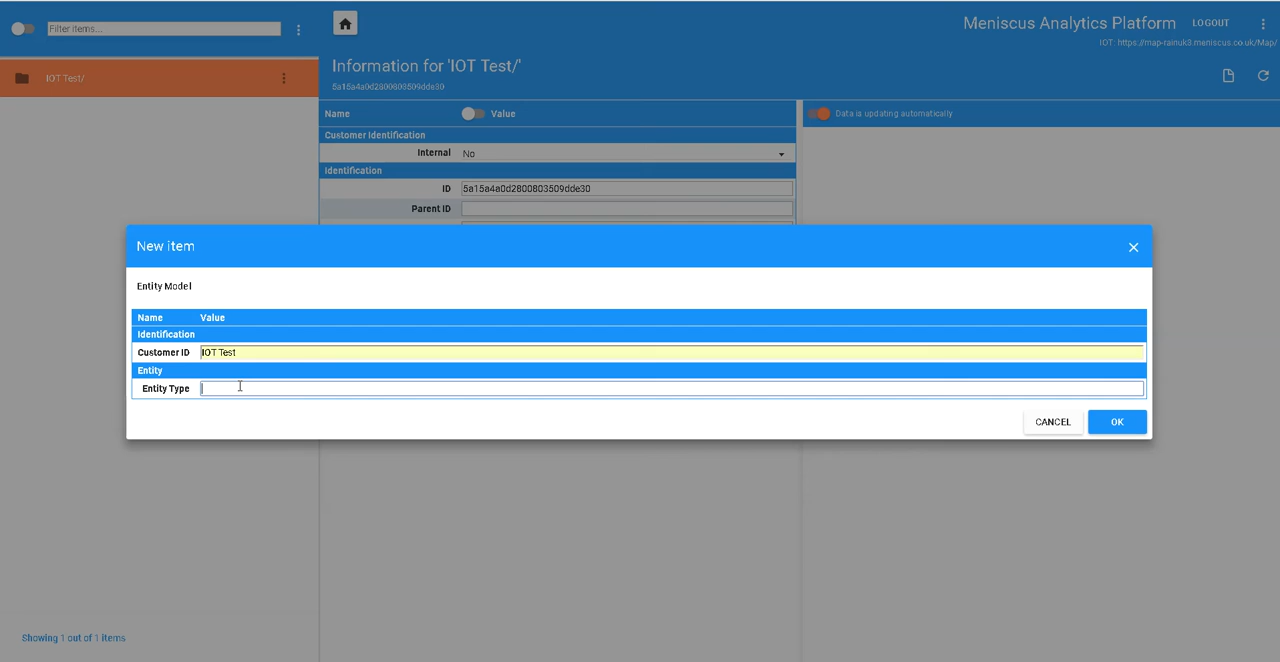 Filter items...
Meniscus Analytics Platform LOGOUT
IOT: https://map-rainuk3.meniscus.co.uk/Map/
IOT Test/
Information for 'IOT Test/'
5a15a4a0d2800803509dde30
Name Value
Data is updating automatically
Customer Identification
Internal No
Identification
ID 5a15a4a0d2800803509dde30
Parent ID
New item
Entity Model
Name Value
Identification
Customer ID IOT Test
Entity
Entity Type
CANCEL OK
Showing 1 out of 1 items